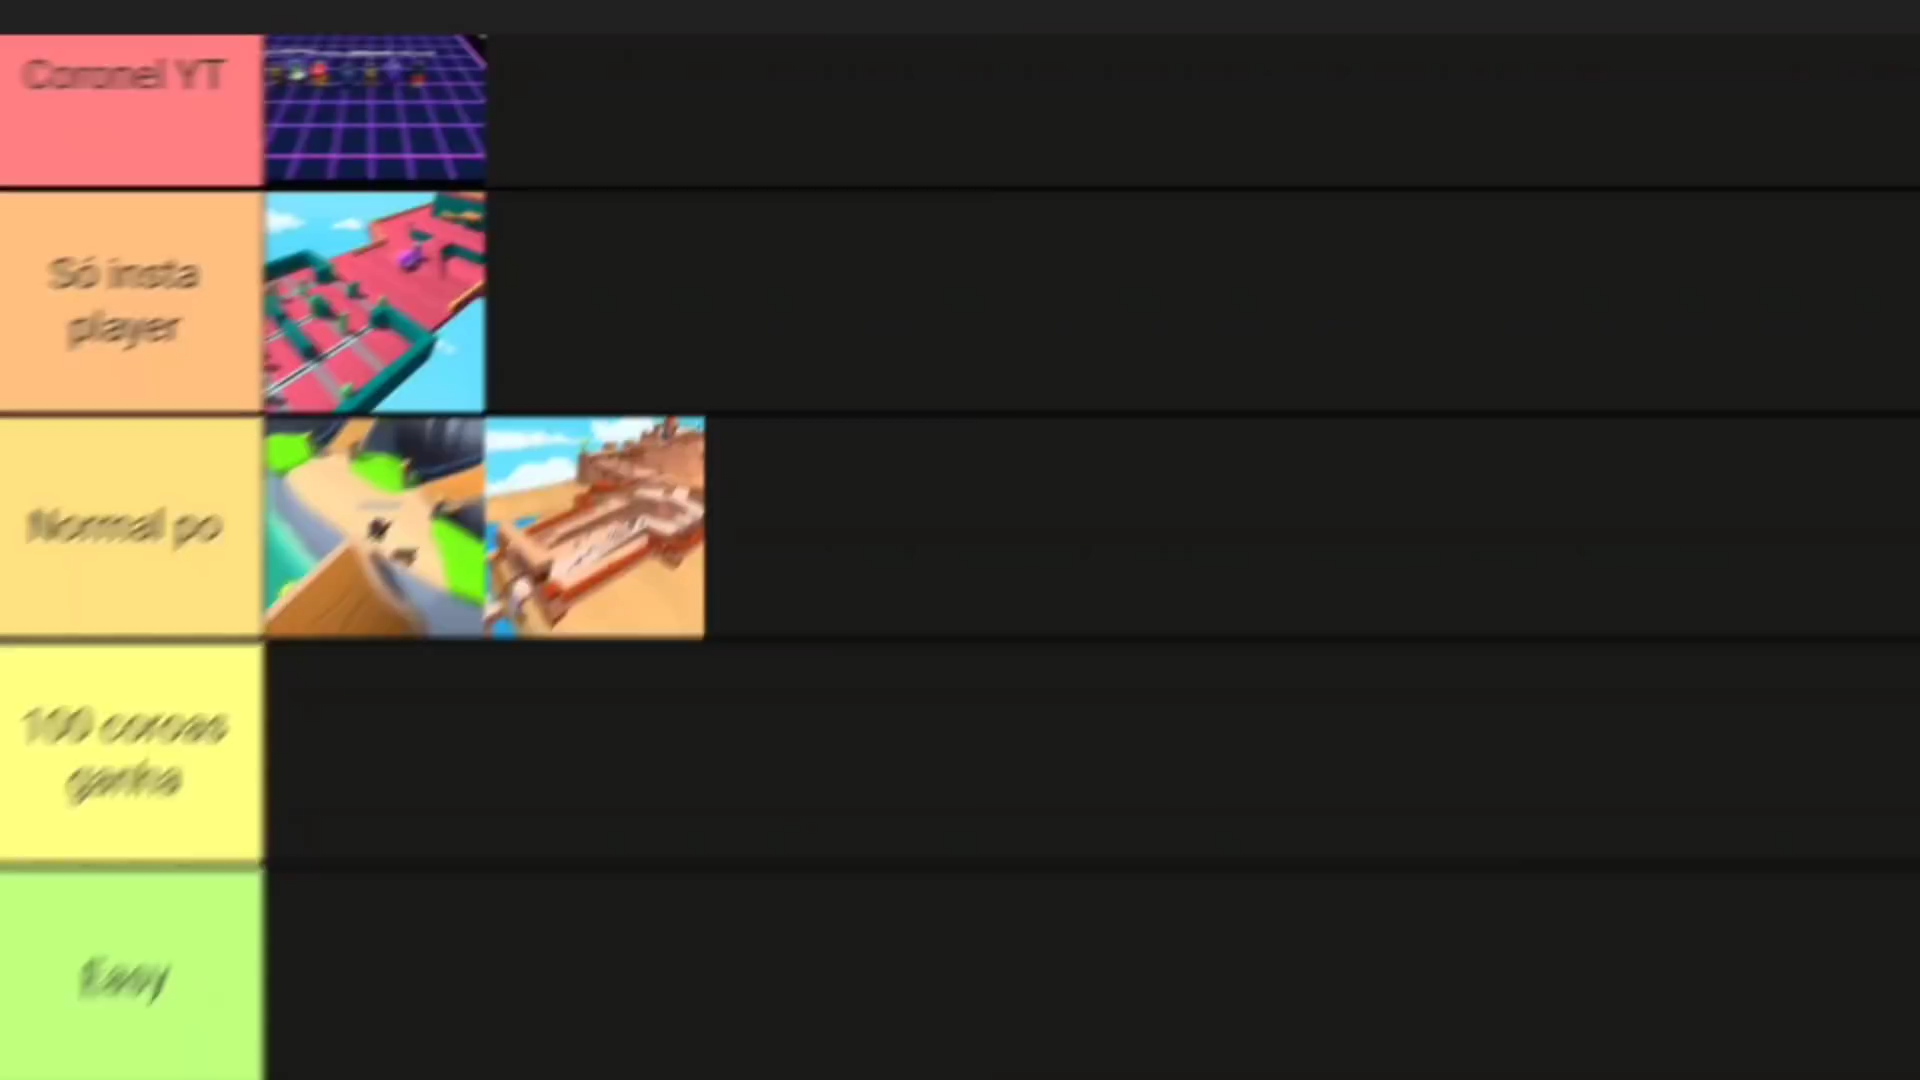 Coronel YT
Só insta
player
Normal po
100 coroas
ganha
Easy